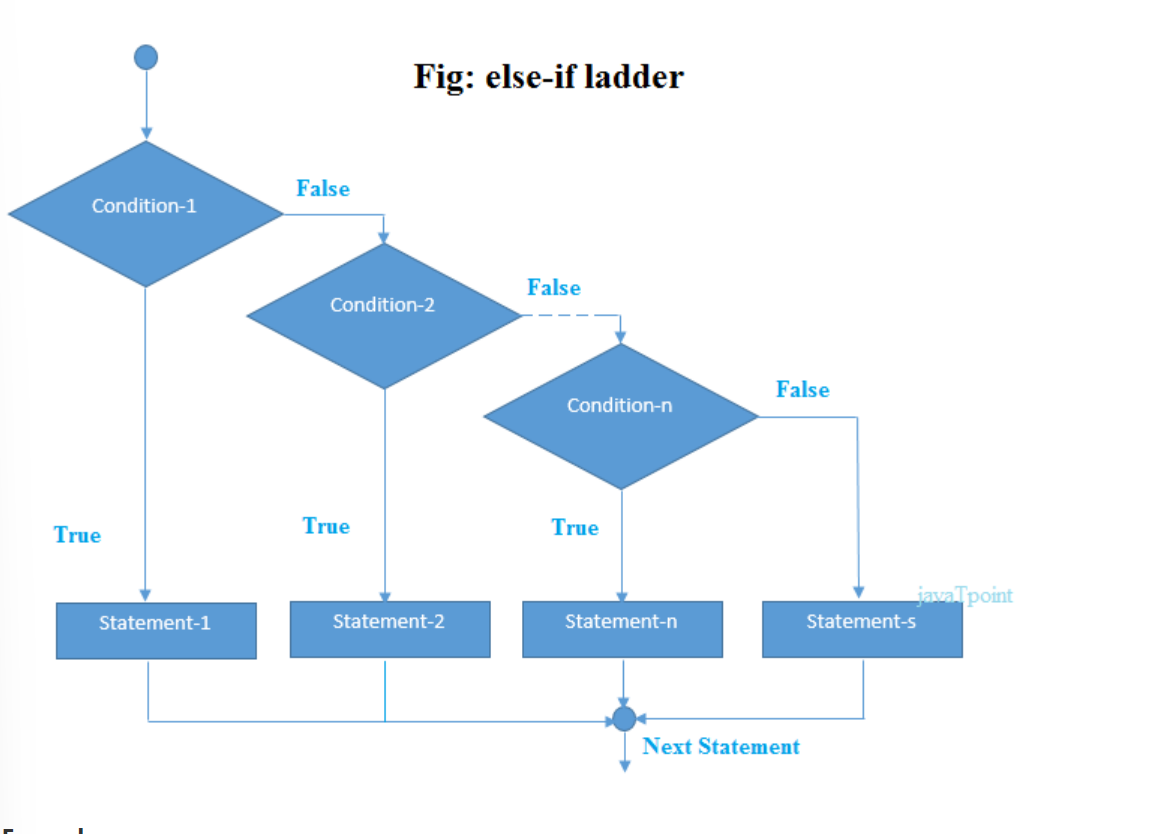 Fig: else-if ladder
Condition-1
False
Condition-2
False
Condition-n
False
True
True
True
javaTpoint
Statement-1
Statement-2
Statement-n
Statement-s
Next Statement